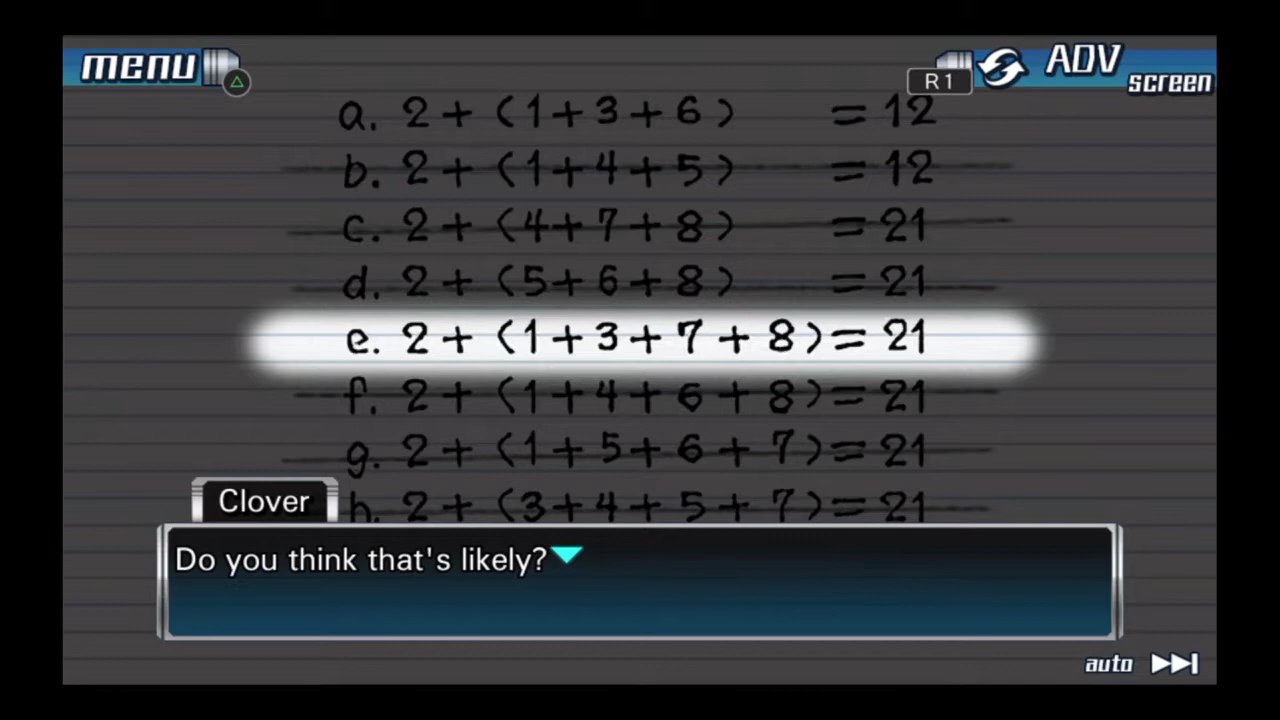 menu
ADV
R1
screen
a. 2 + (1 + 3 + 6) = 12
b. 2 + (1 + 4 + 5) = 12
c. 2 + (4 + 7 + 8) = 21
d. 2 + (5 + 6 + 8) = 21
e. 2 + (1 + 3 + 7 + 8) = 21
f. 2 + (1 + 4 + 6 + 8) = 21
g. 2 + (1 + 5 + 6 + 7) = 21
h. 2 + (3 + 4 + 5 + 7) = 21
Clover
Do you think that's likely?
auto